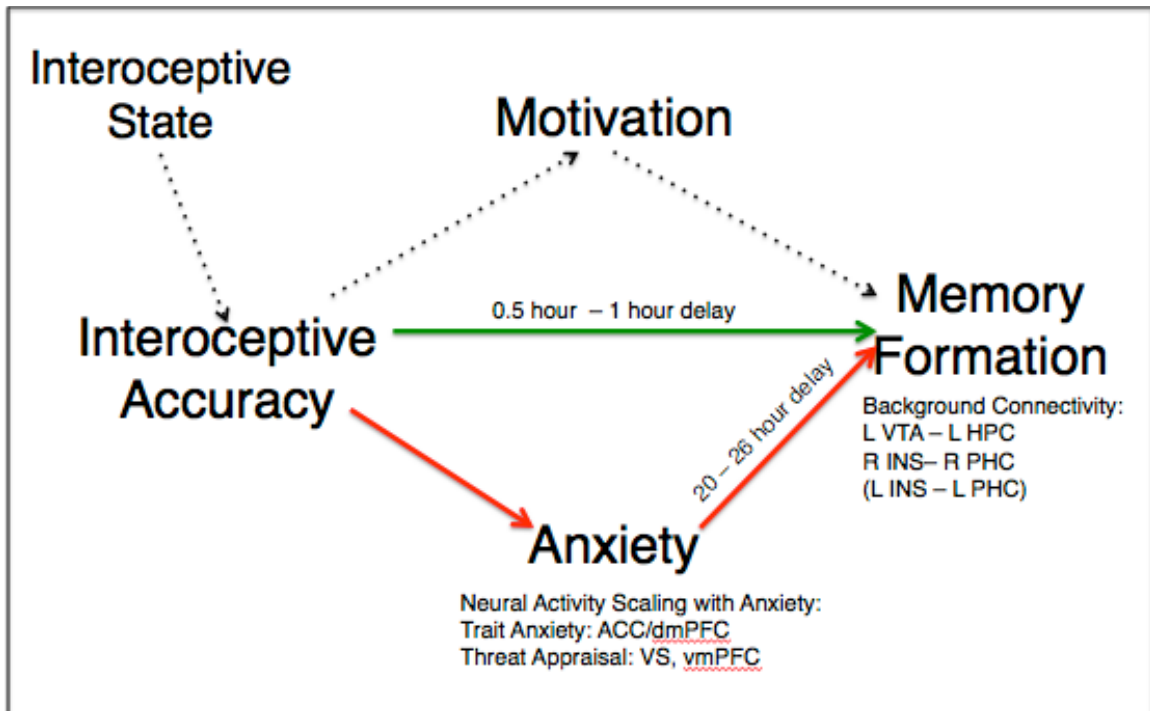 Interoceptive
State
Motivation
0.5 hour – 1 hour delay
Interoceptive
Accuracy
Memory
Formation
20 – 26 hour delay
Background Connectivity:
L VTA – L HPC
R INS– R PHC
(L INS – L PHC)
Anxiety
Neural Activity Scaling with Anxiety:
Trait Anxiety: ACC/dmPFC
Threat Appraisal: VS, vmPFC